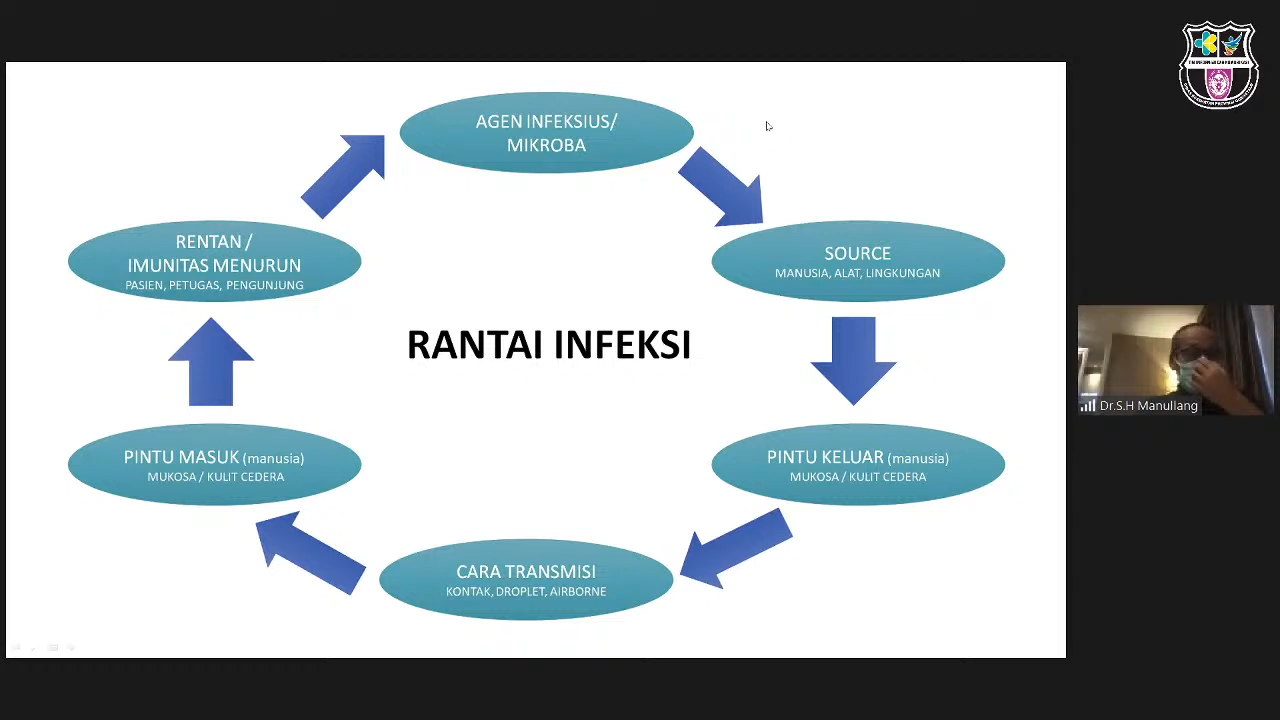 AGEN INFEKSIUS/
MIKROBA
RENTAN /
IMUNITAS MENURUN
PASIEN, PETUGAS, PENGUNJUNG
SOURCE
MANUSIA, ALAT, LINGKUNGAN
RANTAI INFEKSI
PINTU MASUK (manusia)
MUKOSA / KULIT CEDERA
PINTU KELUAR (manusia)
MUKOSA / KULIT CEDERA
CARA TRANSMISI
KONTAK, DROPLET, AIRBORNE
Dr.S.H Manullang